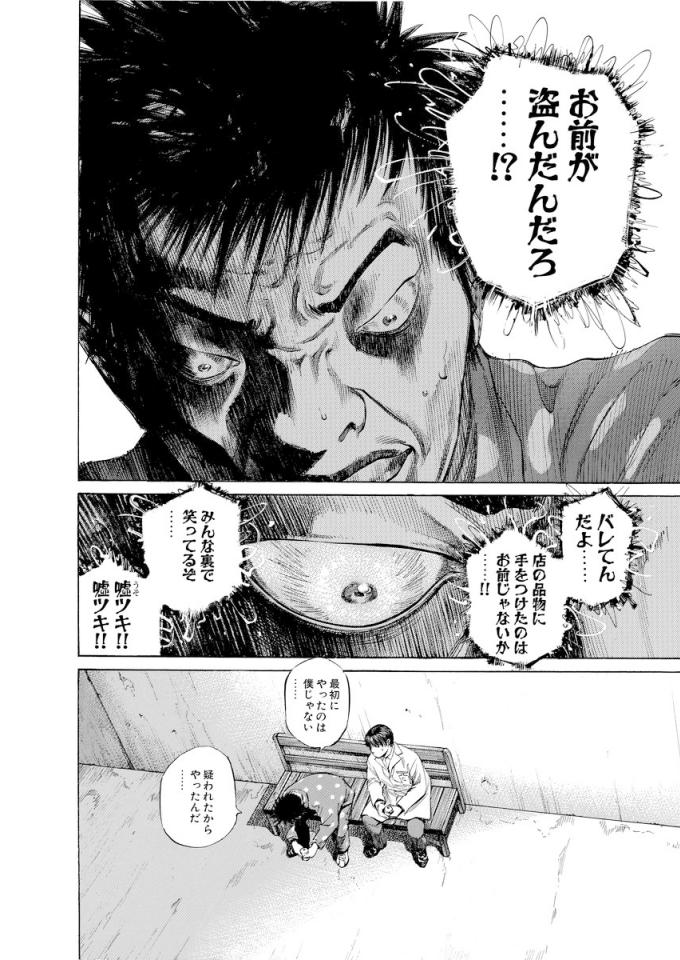 お前が
盗んだんだろ
……!?
バレてん
だよ……
店の品物に
手をつけたのは
お前じゃないか
……!!
みんな裏で
笑ってるぞ
……
嘘ツキ!!
うそ
嘘ツキ!!
最初に
やったのは
僕じゃない
……
疑われたから
やったんだ
……